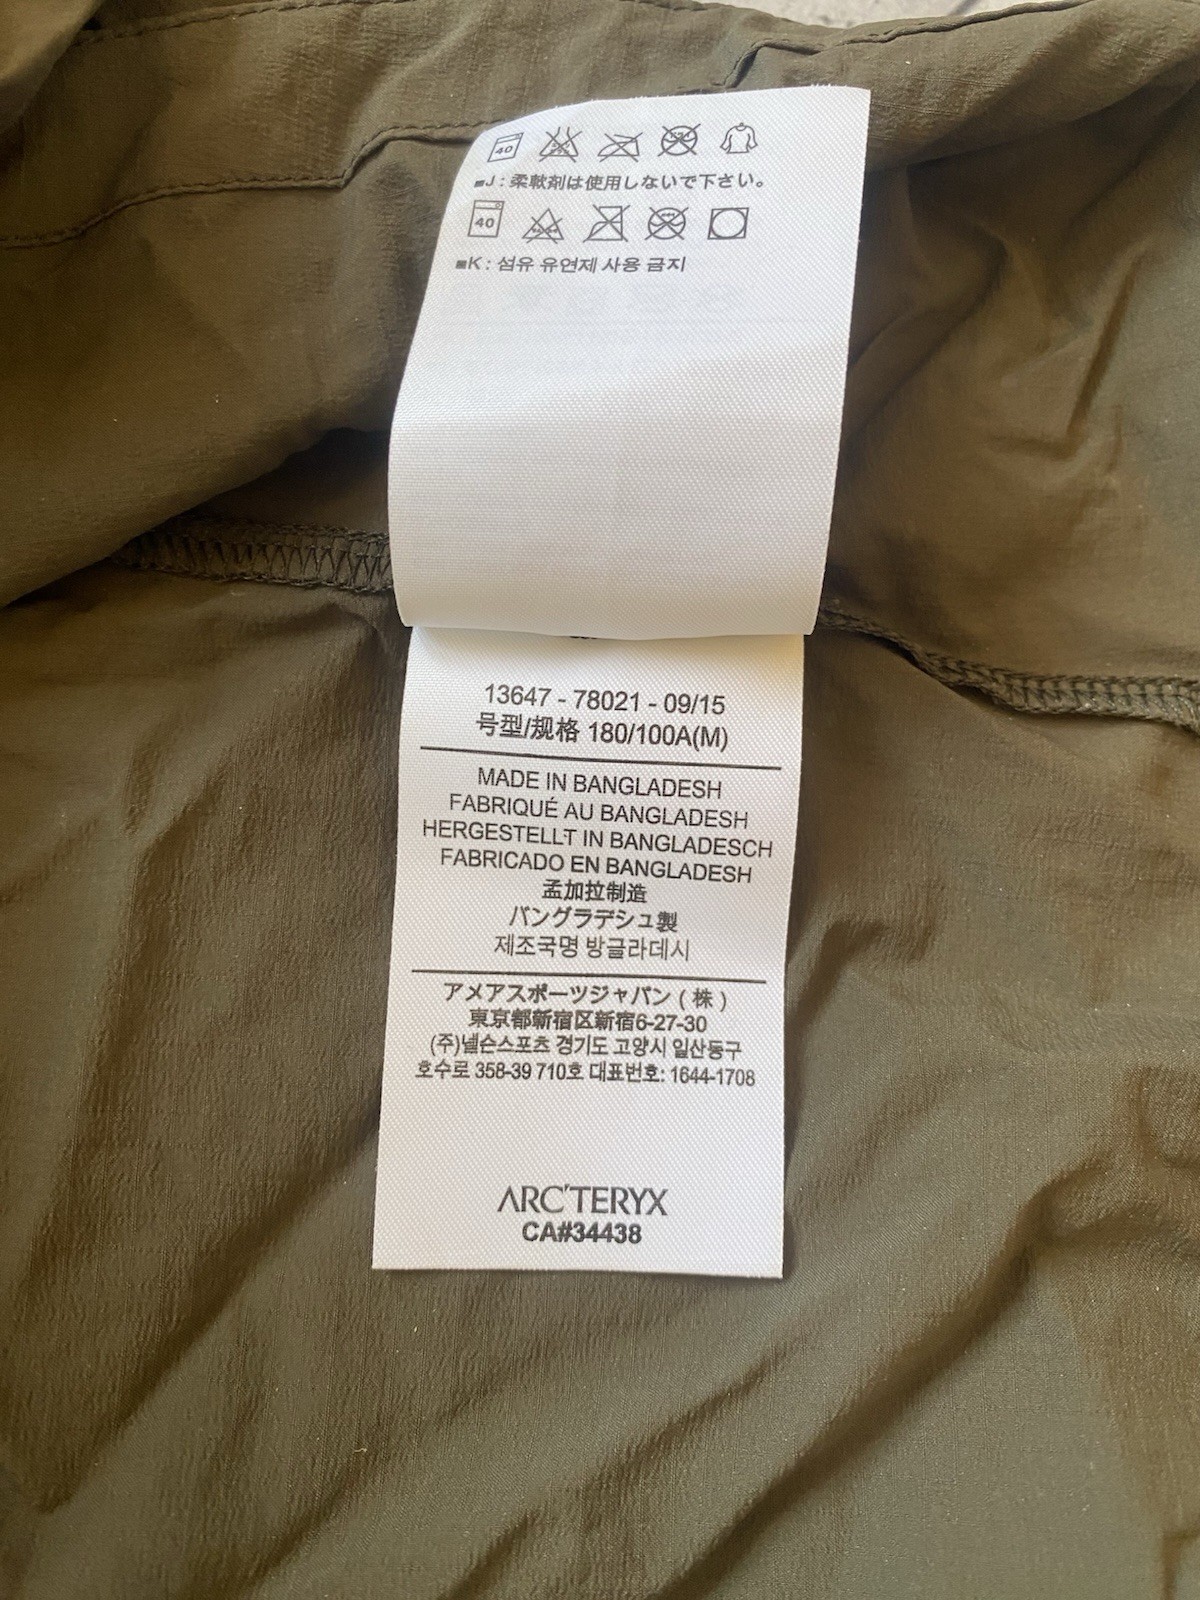 40
■J : 柔軟剤は使用しないで下さい。
40
■K : 섬유 유연제 사용 금지
13647 - 78021 - 09/15
号型/规格 180/100A(M)
MADE IN BANGLADESH
FABRIQUÉ AU BANGLADESH
HERGESTELLT IN BANGLADESCH
FABRICADO EN BANGLADESH
孟加拉制造
バングラデシュ製
제조국명 방글라데시
アメアスポーツジャパン ( 株 )
東京都新宿区新宿6-27-30
(주)넬슨스포츠 경기도 고양시 일산동구
호수로 358-39 710호 대표번호: 1644-1708
ARC'TERYX
CA#34438